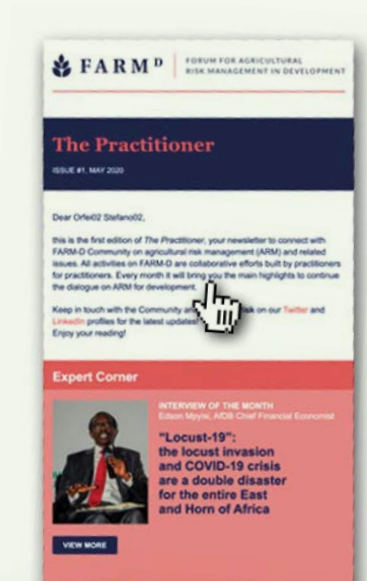 FARM D
FORUM FOR AGRICULTURAL
RISK MANAGEMENT IN DEVELOPMENT
The Practitioner
ISSUE #1, MAY 2020
Dear Orfei02 Stefano02,
this is the first edition of The Practitioner, your newsletter to connect with
FARM-D Community on agricultural risk management (ARM) and related
issues. All activities on FARM-D are collaborative efforts built by practitioners
for practitioners. Every month it will bring you the main highlights to continue
the dialogue on ARM for development.
Keep in touch with the Community an sk on our Twitter and
LinkedIn profiles for the latest updates!
Enjoy your reading!
Expert Corner
INTERVIEW OF THE MONTH
Edson Mpyisi, AfDB Chief Financial Economist
"Locust-19":
the locust invasion
and COVID-19 crisis
are a double disaster
for the entire East
and Horn of Africa
VIEW MORE